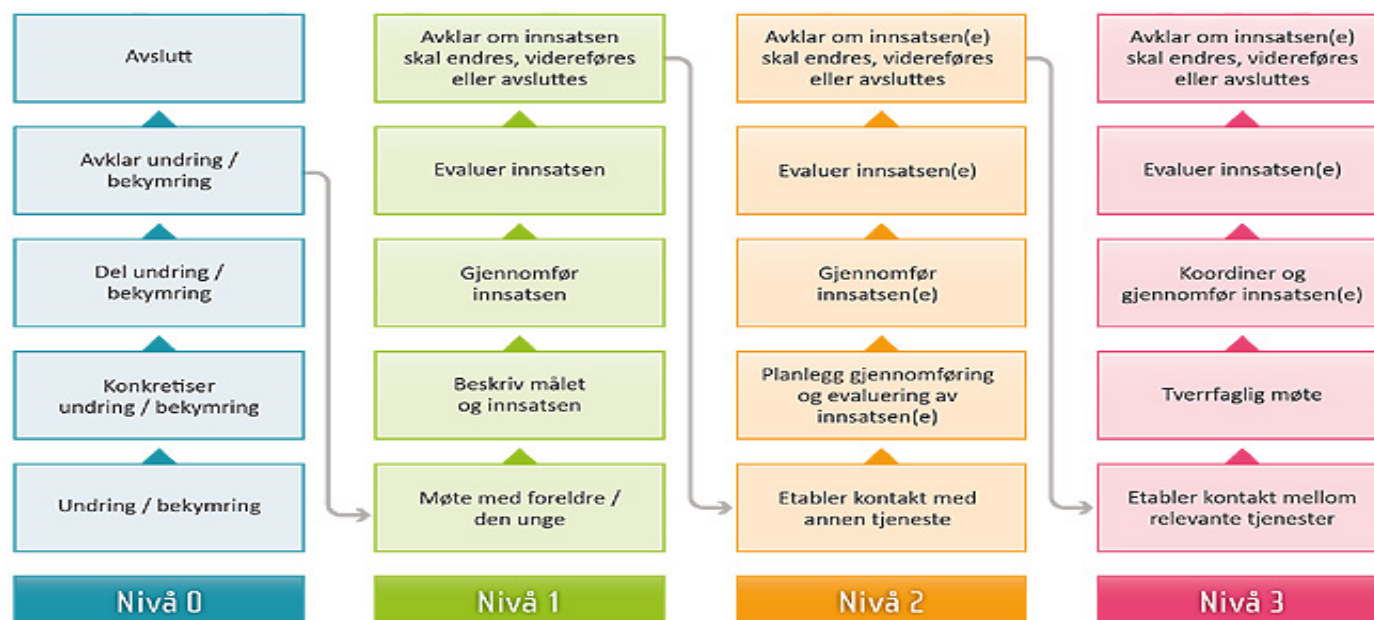 Avslutt
Avklar undring /
bekymring
Del undring /
bekymring
Konkretiser
undring / bekymring
Undring / bekymring
Nivå 0
Avklar om innsatsen
skal endres, videreføres
eller avsluttes
Evaluer innsatsen
Gjennomfør
innsatsen
Beskriv målet
og innsatsen
Møte med foreldre /
den unge
Nivå 1
Avklar om innsatsen(e)
skal endres, videreføres
eller avsluttes
Evaluer innsatsen(e)
Gjennomfør
innsatsen(e)
Planlegg gjennomføring
og evaluering av
innsatsen(e)
Etabler kontakt med
annen tjeneste
Nivå 2
Avklar om innsatsen(e)
skal endres, videreføres
eller avsluttes
Evaluer innsatsen(e)
Koordiner og
gjennomfør innsatsen(e)
Tverrfaglig møte
Etabler kontakt mellom
relevante tjenester
Nivå 3